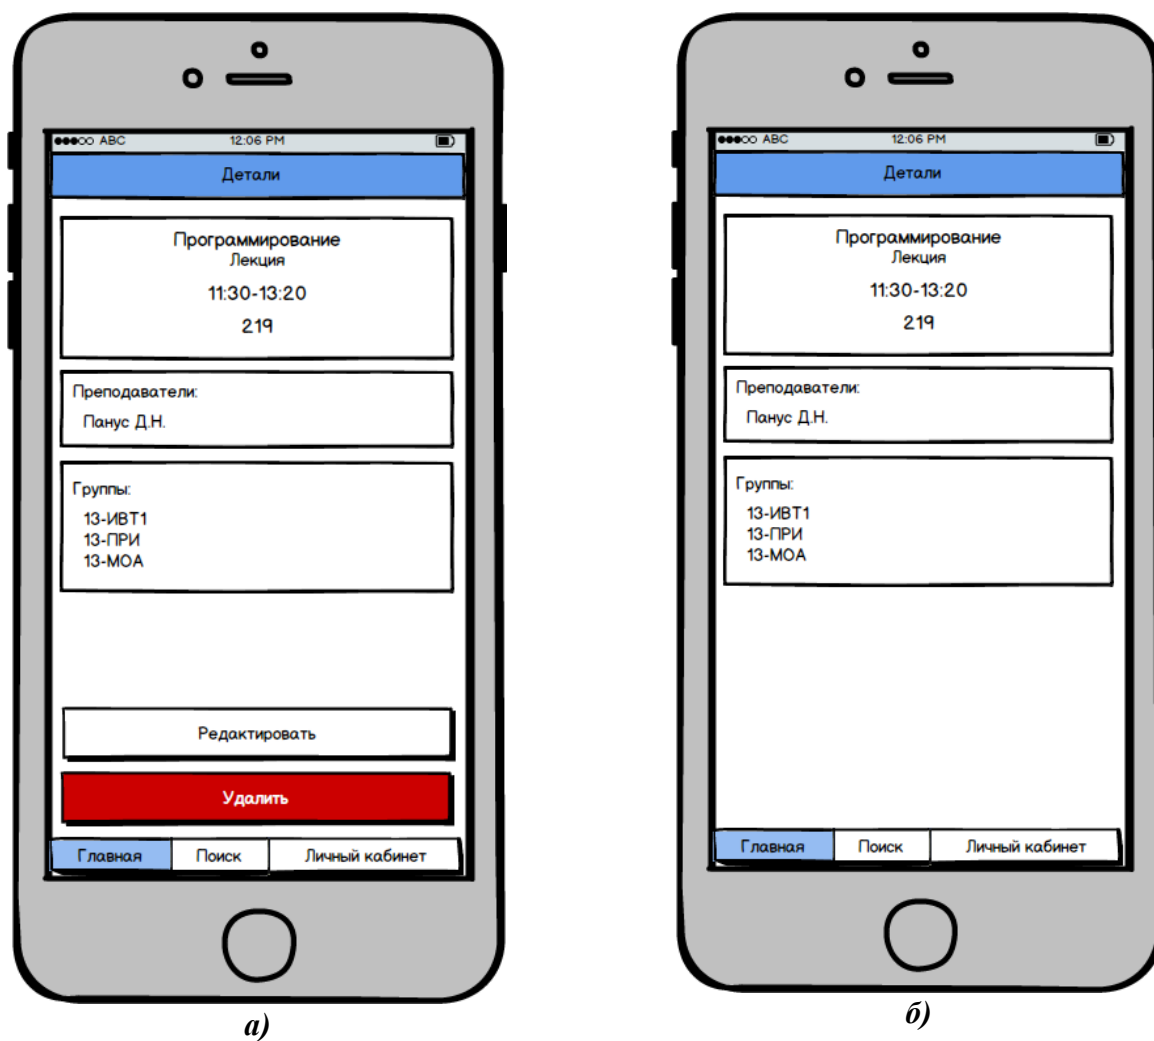 ABC 12:06 PM
Детали
Программирование
Лекция
11:30-13:20
219
Преподаватели:
Панус Д.Н.
Группы:
13-ИВТ1
13-ПРИ
13-МОА
Редактировать
Удалить
Главная Поиск Личный кабинет
а)
ABC 12:06 PM
Детали
Программирование
Лекция
11:30-13:20
219
Преподаватели:
Панус Д.Н.
Группы:
13-ИВТ1
13-ПРИ
13-МОА
Главная Поиск Личный кабинет
б)